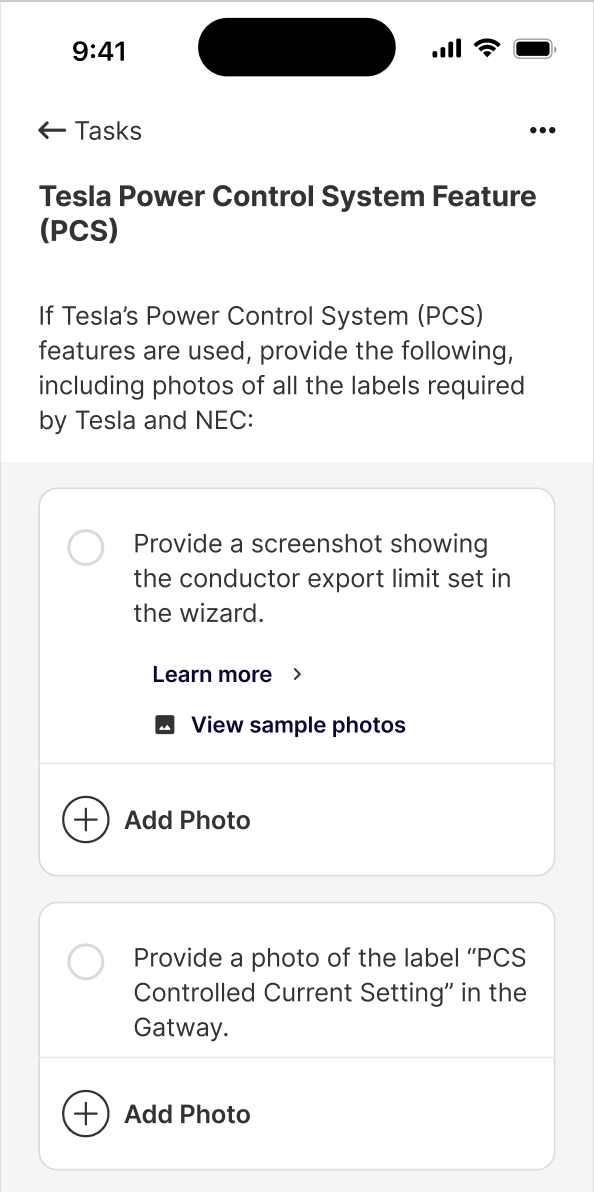 9:41
Tasks
Tesla Power Control System Feature
(PCS)
If Tesla’s Power Control System (PCS)
features are used, provide the following,
including photos of all the labels required
by Tesla and NEC:
Provide a screenshot showing
the conductor export limit set in
the wizard.
Learn more
View sample photos
Add Photo
Provide a photo of the label “PCS
Controlled Current Setting” in the
Gatway.
Add Photo